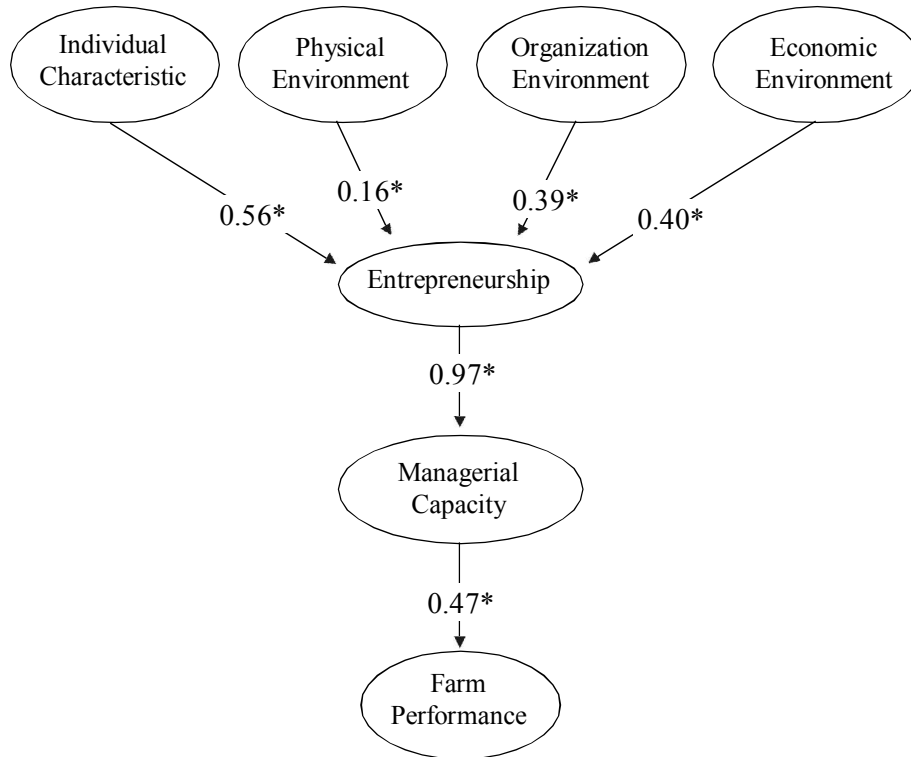 Individual
Characteristic
Physical
Environment
Organization
Environment
Economic
Environment
0.56*
0.16*
0.39*
0.40*
Entrepreneurship
0.97*
Managerial
Capacity
0.47*
Farm
Performance